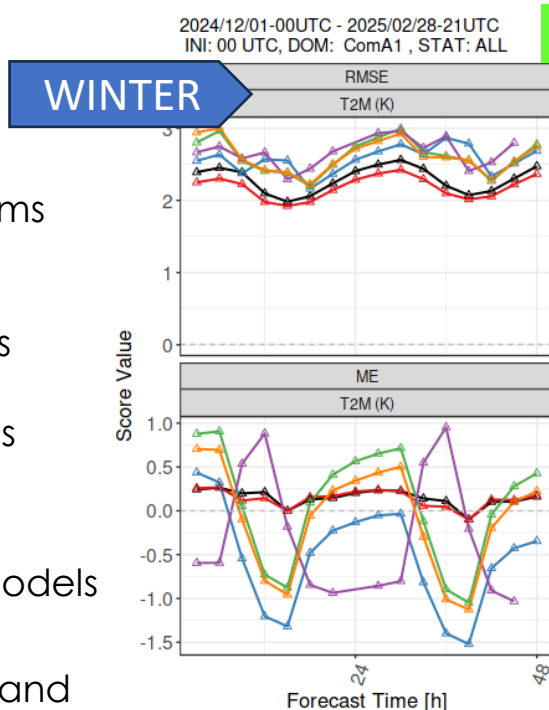 2024/12/01-00UTC - 2025/02/28-21UTC
INI: 00 UTC, DOM: ComA1 , STAT: ALL
WINTER
RMSE
T2M (K)
3
2
1
0
ms
s
s
odels
and
Score Value
ME
T2M (K)
1.0
0.5
0.0
-0.5
-1.0
-1.5
24
48
Forecast Time [h]